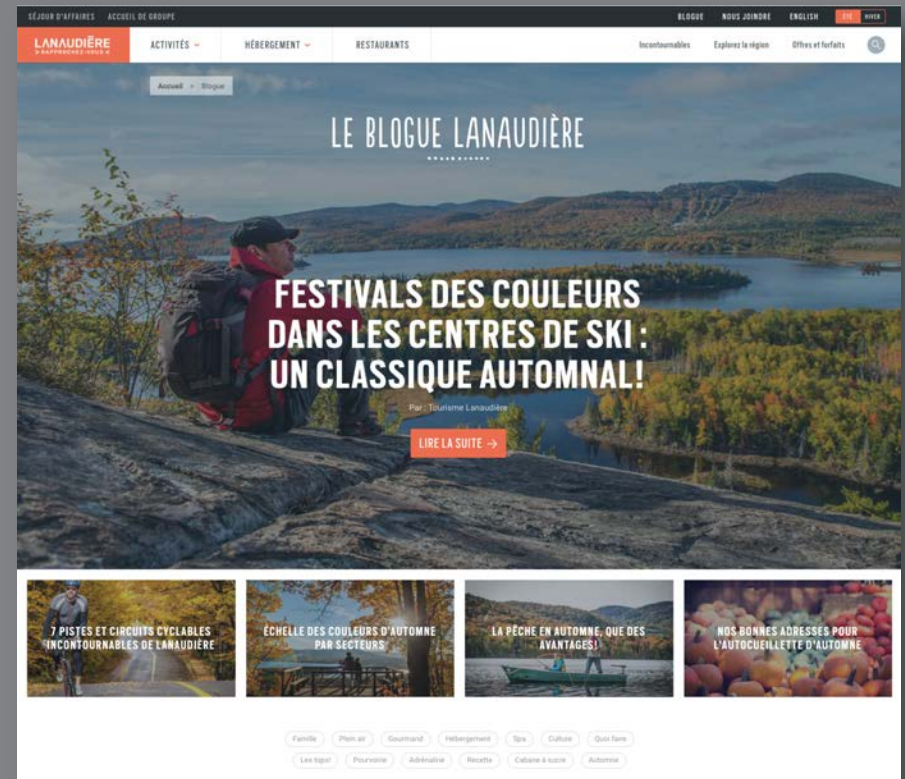 SÉJOUR D'AFFAIRES ACCUEIL DE GROUPE BLOGUE NOUS JOINDRE ENGLISH ÉTÉ HIVER
LANAUDIÈRE ACTIVITÉS HÉBERGEMENT RESTAURANTS Incontournables Explorez la région Offres et forfaits
RAPPROCHEZ-VOUS
Accueil > Blogue
LE BLOGUE LANAUDIÈRE
FESTIVALS DES COULEURS
DANS LES CENTRES DE SKI :
UN CLASSIQUE AUTOMNAL!
Par : Tourisme Lanaudière
LIRE LA SUITE →
7 PISTES ET CIRCUITS CYCLABLES
INCONTOURNABLES DE LANAUDIÈRE
ÉCHELLE DES COULEURS D'AUTOMNE
PAR SECTEURS
LA PÊCHE EN AUTOMNE, QUE DES
AVANTAGES!
NOS BONNES ADRESSES POUR
L'AUTOCUEILLETTE D'AUTOMNE
Famille Plein air Gourmand Hébergement Spa Culture Quoi faire
Les tops! Pourvoirie Adrénaline Recette Cabane à sucre Automne